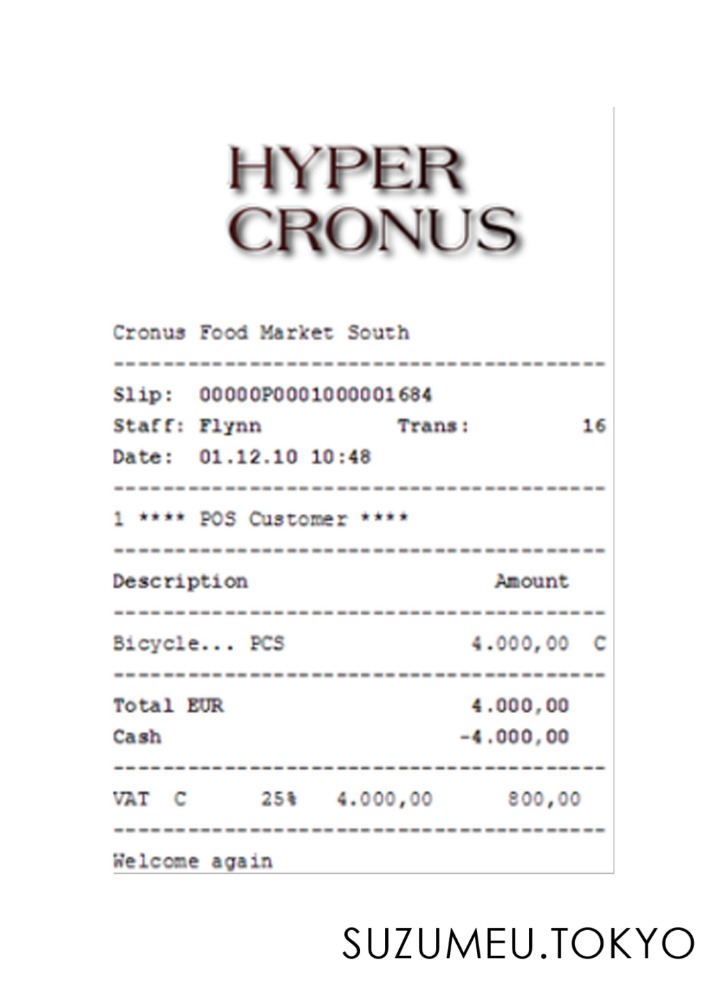 HYPER
CRONUS
Cronus Food Market South
----------------------------------------
Slip: 00000P0001000001684
Staff: Flynn Trans: 16
Date: 01.12.10 10:48
----------------------------------------
1 **** POS Customer ****
----------------------------------------
Description Amount
----------------------------------------
Bicycle... PCS 4.000,00 C
----------------------------------------
Total EUR 4.000,00
Cash -4.000,00
----------------------------------------
VAT C 25% 4.000,00 800,00
----------------------------------------
Welcome again
SUZUMEU.TOKYO